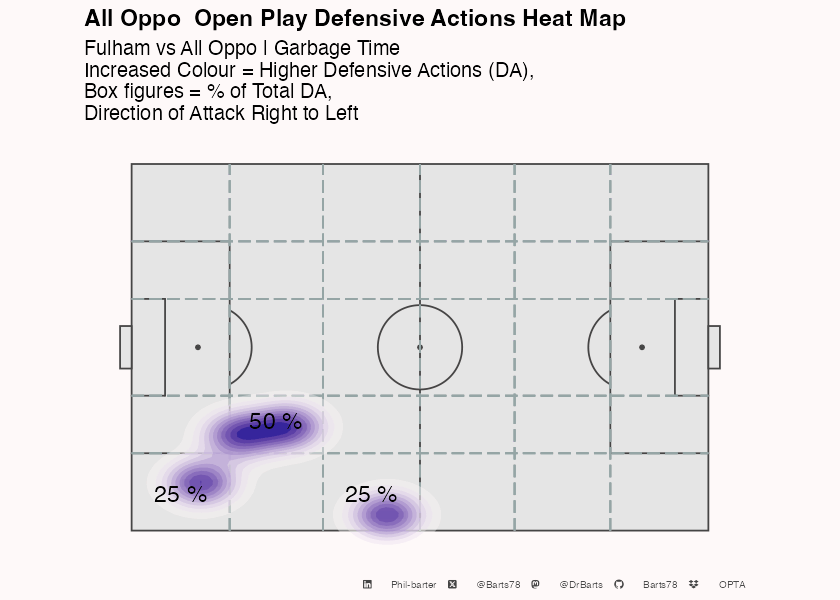 All Oppo  Open Play Defensive Actions Heat Map
Fulham vs All Oppo | Garbage Time
Increased Colour = Higher Defensive Actions (DA),
Box figures = % of Total DA,
Direction of Attack Right to Left
50 %
25 %
25 %
Phil-barter @Barts78 @DrBarts Barts78 OPTA